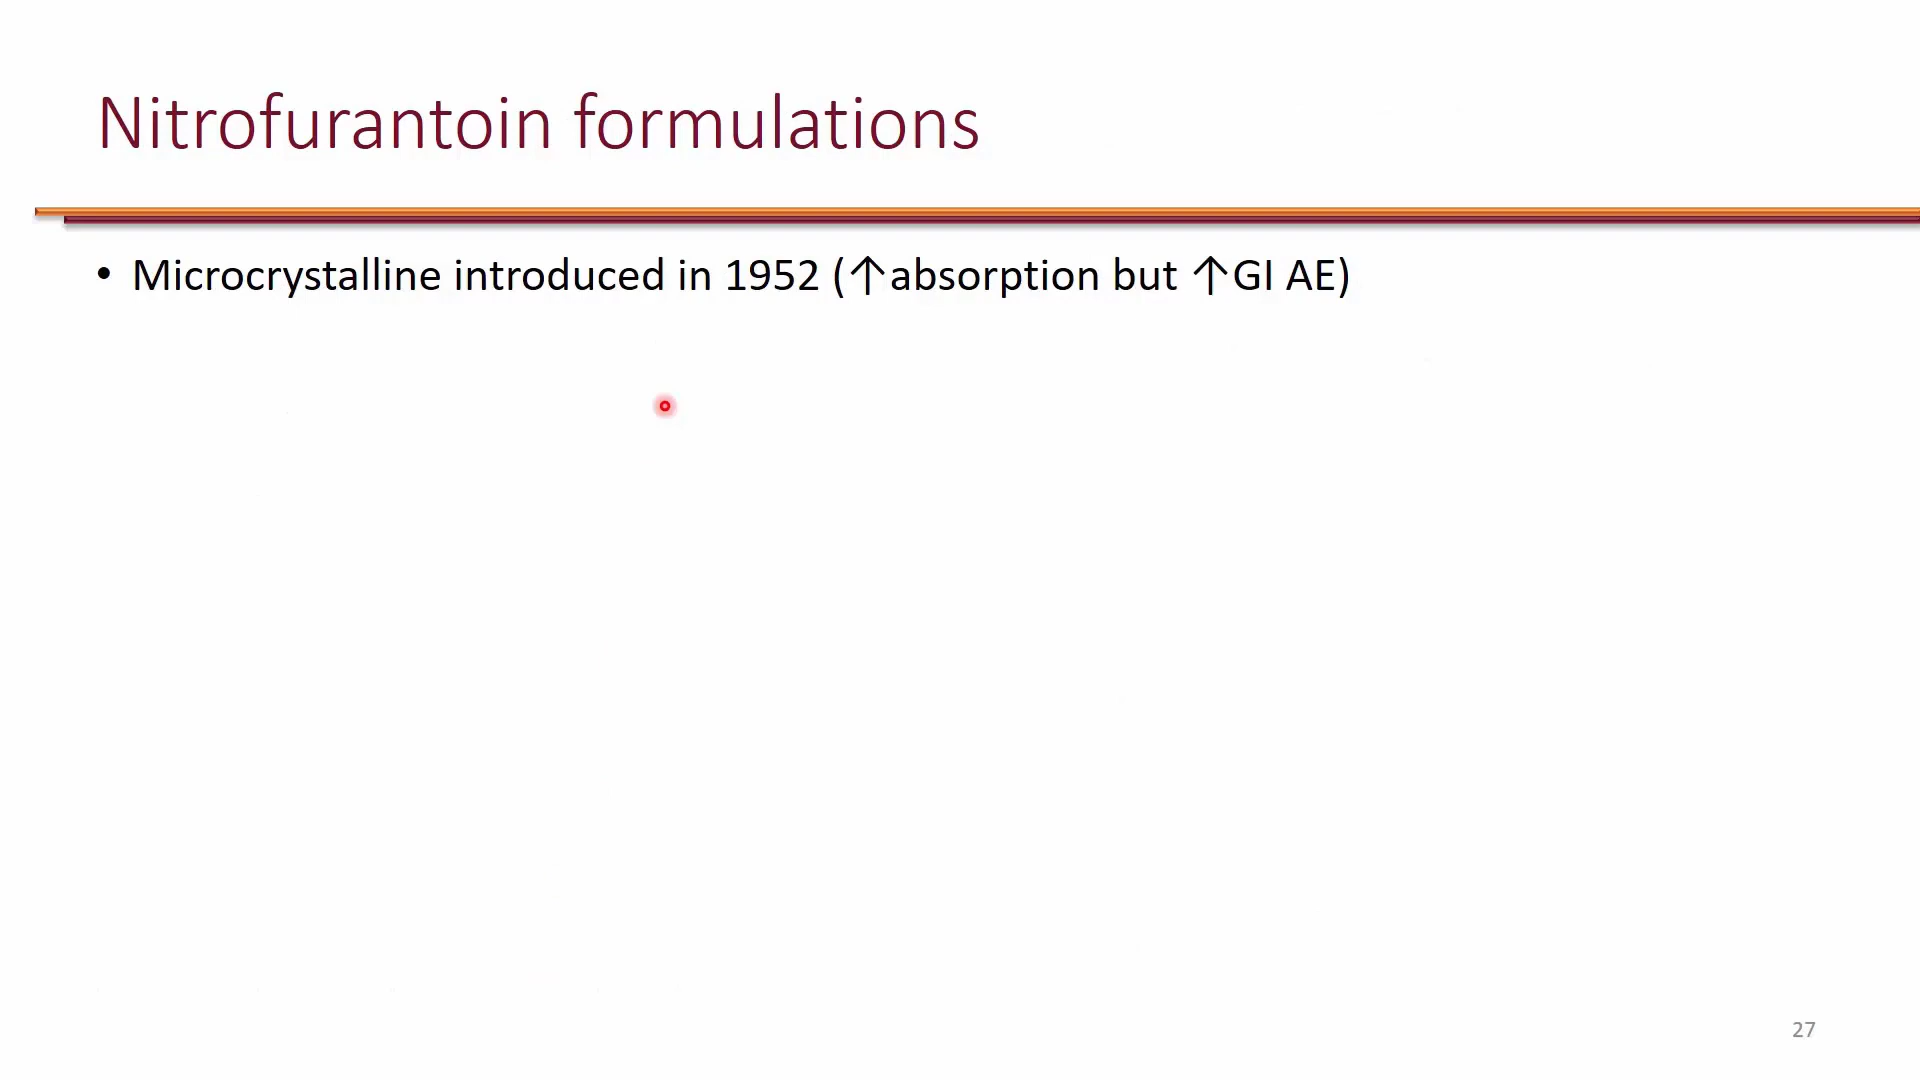 Nitrofurantoin formulations
• Microcrystalline introduced in 1952 (↑absorption but ↑GI AE)
27